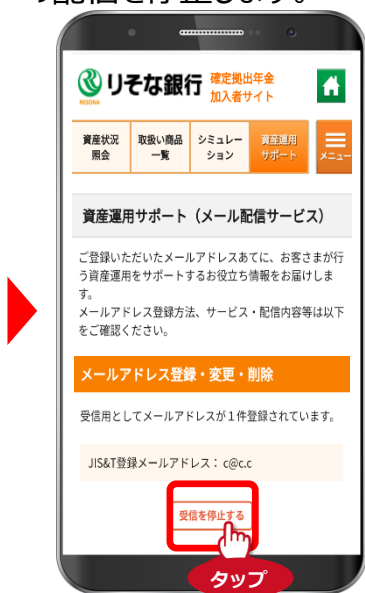 の配信を停止します。
RESONA
りそな銀行
確定拠出年金
加入者サイト
資産状況
照会
取扱い商品
一覧
シミュレー
ション
資産運用
サポート
メニュー
資産運用サポート（メール配信サービス）
ご登録いただいたメールアドレスあてに、お客さまが行
う資産運用をサポートするお役立ち情報をお届けしま
す。
メールアドレス登録方法、サービス・配信内容等は以下
をご確認ください。
メールアドレス登録・変更・削除
受信用としてメールアドレスが１件登録されています。
JIS&T登録メールアドレス： c@c.c
受信を停止する
タップ